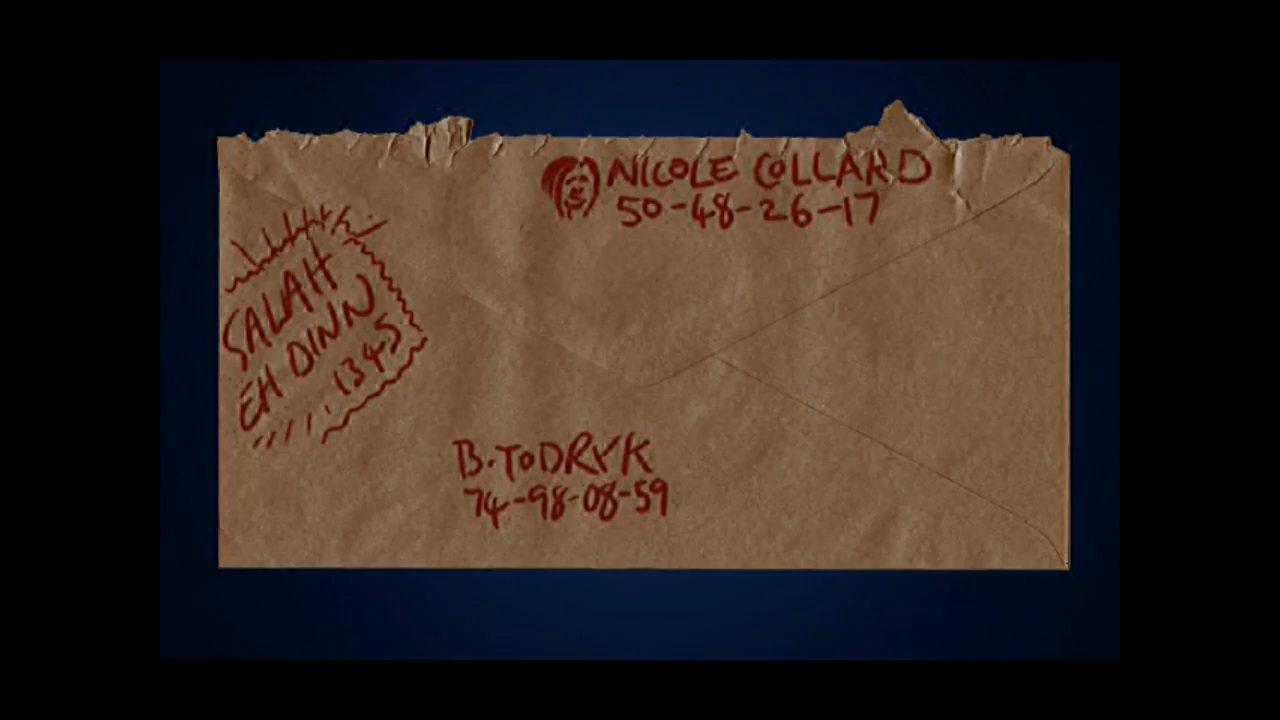 NICOLE COLLARD
50-48-26-17
SALAH
EH DINN
1345
B. TODRYK
74-98-08-59